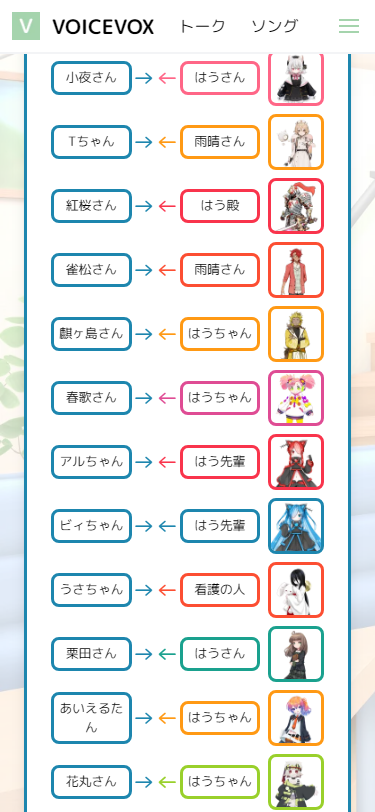 V VOICEVOX トーク ソング
小夜さん → ← はうさん
Tちゃん → ← 雨晴さん
紅桜さん → ← はう殿
雀松さん → ← 雨晴さん
麒ヶ島さん → ← はうちゃん
春歌さん → ← はうちゃん
アルちゃん → ← はう先輩
ビィちゃん → ← はう先輩
うさちゃん → ← 看護の人
栗田さん → ← はうさん
あいえるた
ん → ← はうちゃん
花丸さん → ← はうちゃん